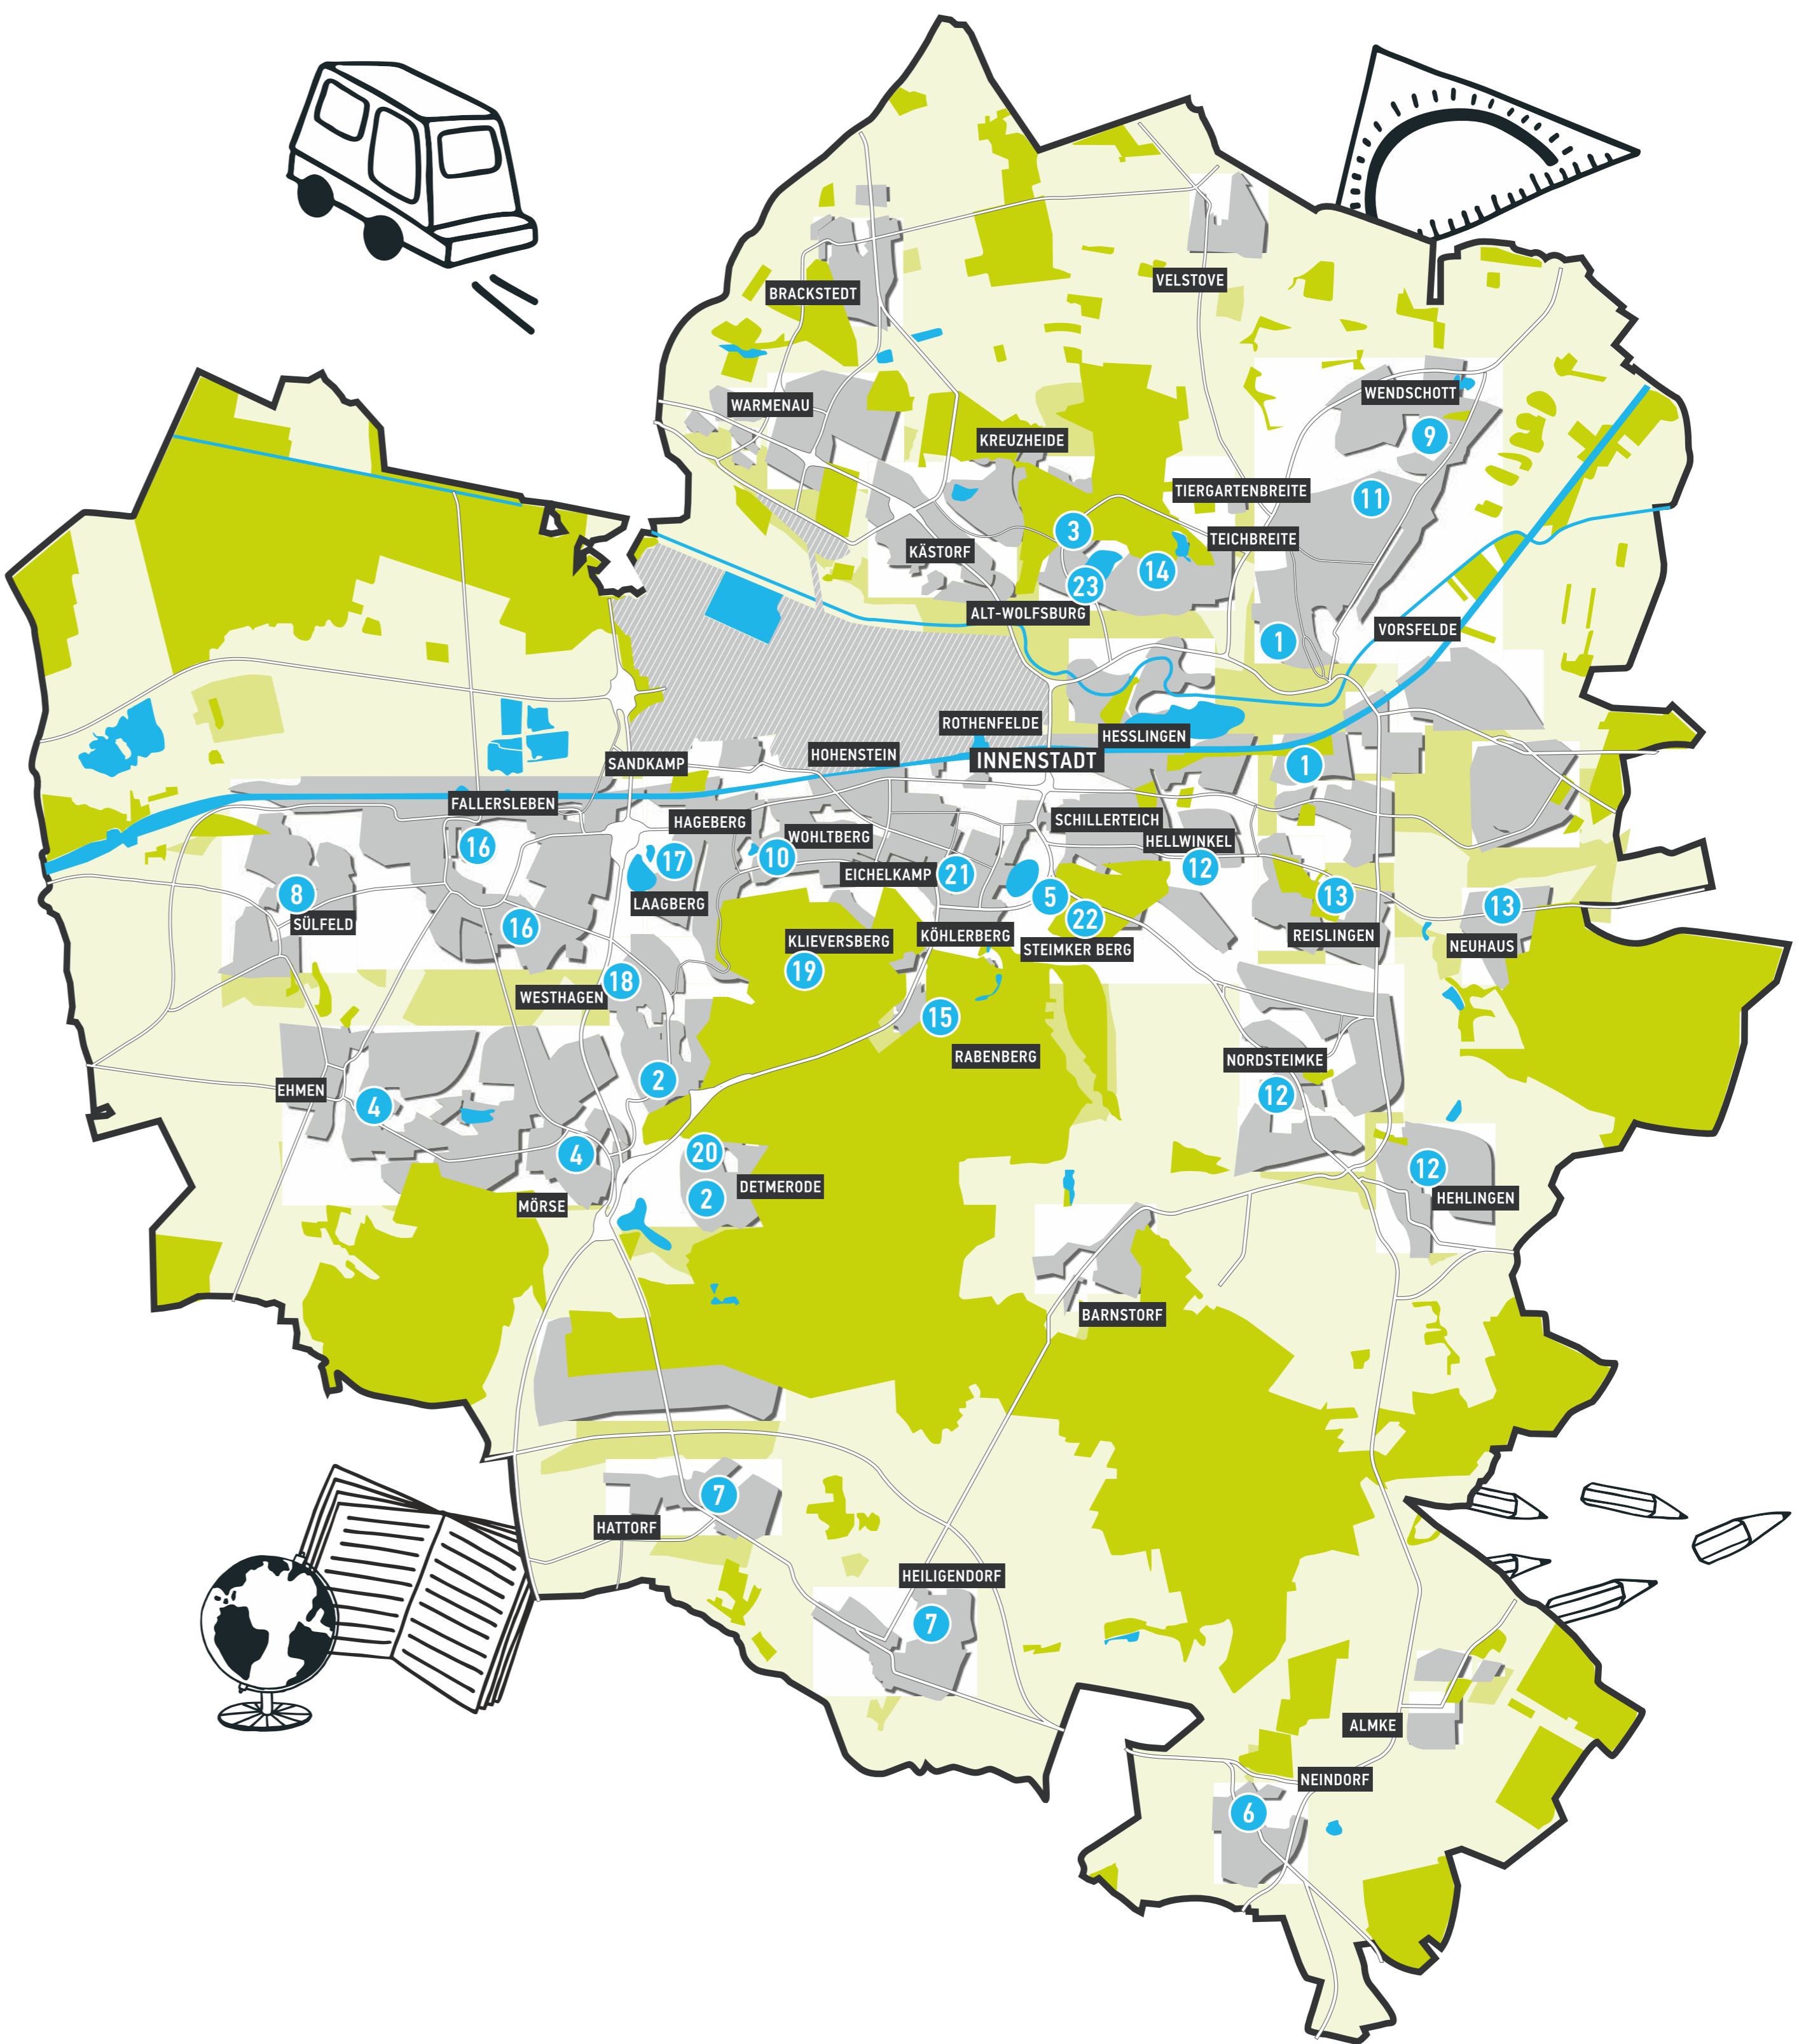 BRACKSTEDT
VELSTOVE
WARMENAU
WENDSCHOTT
9
KREUZHEIDE
TIERGARTENBREITE
11
3
TEICHBREITE
KÄSTORF
14
23
ALT-WOLFSBURG
VORSFELDE
1
ROTHENFELDE
HESSLINGEN
HOHENSTEIN
INNENSTADT
SANDKAMP
1
FALLERSLEBEN
HAGEBERG
SCHILLERTEICH
WOHLTBERG
HELLWINKEL
16
17
10
12
EICHELKAMP
21
8
LAAGBERG
5
13
13
SÜLFELD
16
22
KÖHLERBERG
REISLINGEN
KLIEVERSBERG
STEIMKER BERG
NEUHAUS
19
18
WESTHAGEN
15
RABENBERG
NORDSTEIMKE
2
EHMEN
12
4
20
4
12
DETMERODE
2
HEHLINGEN
MÖRSE
BARNSTORF
7
HATTORF
HEILIGENDORF
7
ALMKE
NEINDORF
6